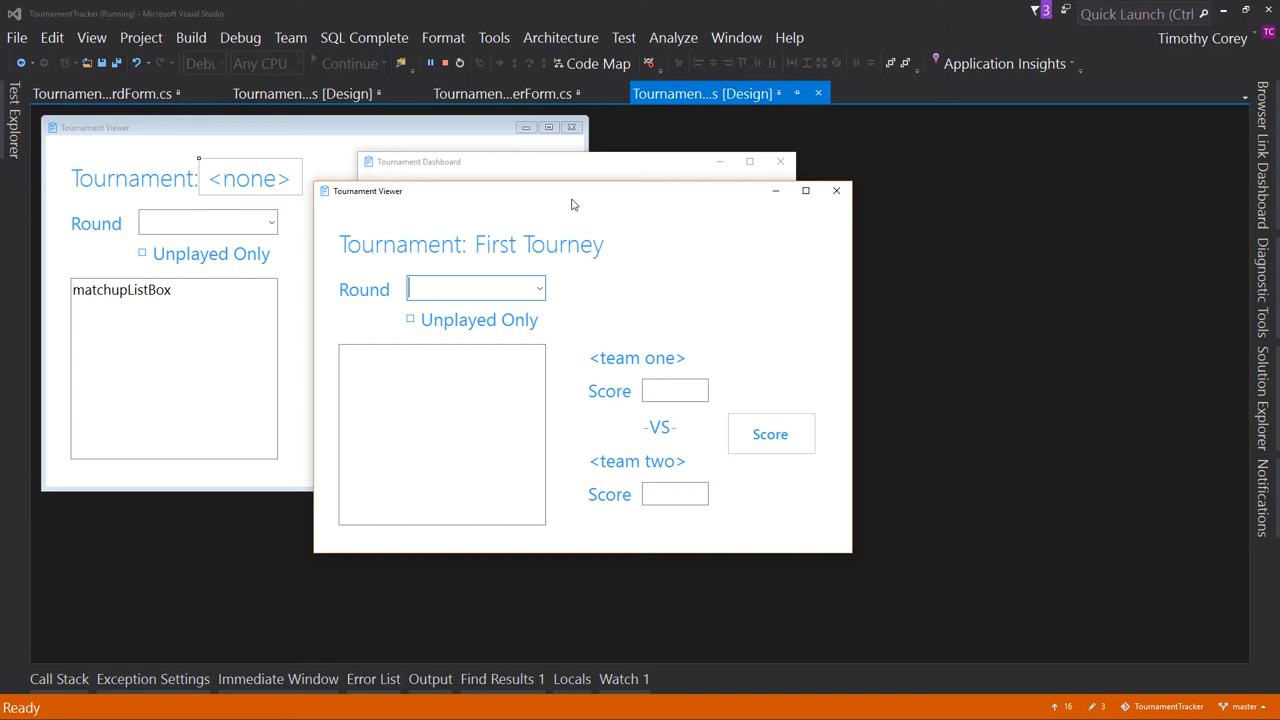 TournamentTracker (Running) - Microsoft Visual Studio
3
Quick Launch (Ctrl
File Edit View Project Build Debug Team SQL Complete Format Tools Architecture Test Analyze Window Help
Timothy Corey
TC
Debu Any CPU Continue Code Map Application Insights
Tournamen...rdForm.cs
Tournamen...s [Design]
Tournamen...erForm.cs
Tournamen...s [Design]
Test Explorer
Tournament Viewer
Tournament: <none>
Round
Unplayed Only
matchupListBox
Tournament Dashboard
Tournament Viewer
Tournament: First Tourney
Round
Unplayed Only
<team one>
Score
-VS-
Score
<team two>
Score
Browser Link Dashboard
Diagnostic Tools
Solution Explorer
Notifications
Call Stack Exception Settings Immediate Window Error List Output Find Results 1 Locals Watch 1
Ready
16 3 TournamentTracker master